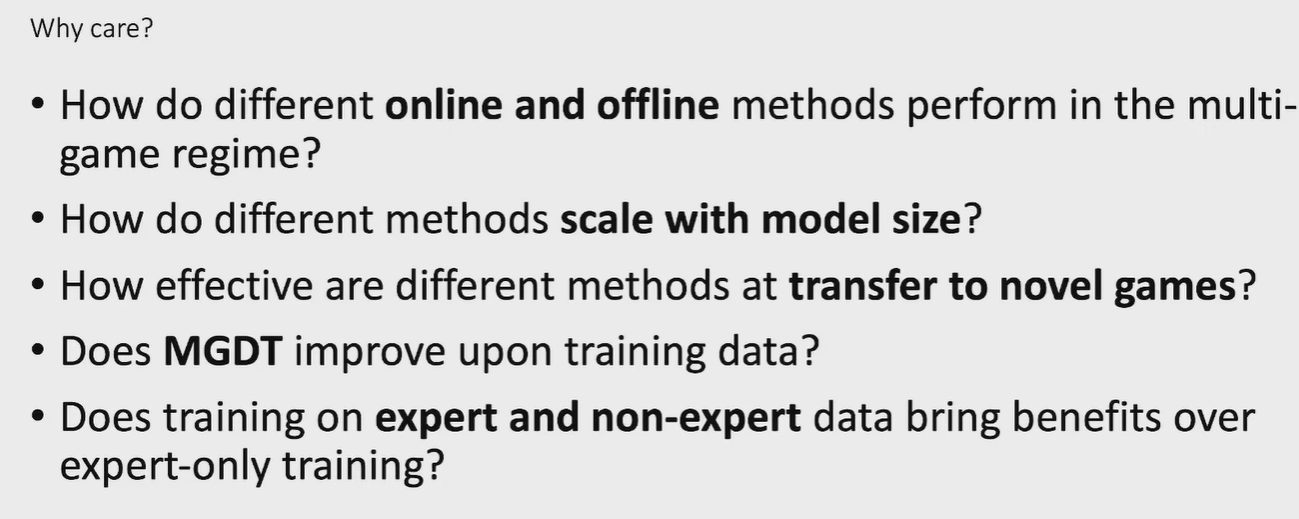 Why care?
• How do different online and offline methods perform in the multi-
game regime?
• How do different methods scale with model size?
• How effective are different methods at transfer to novel games?
• Does MGDT improve upon training data?
• Does training on expert and non-expert data bring benefits over
expert-only training?